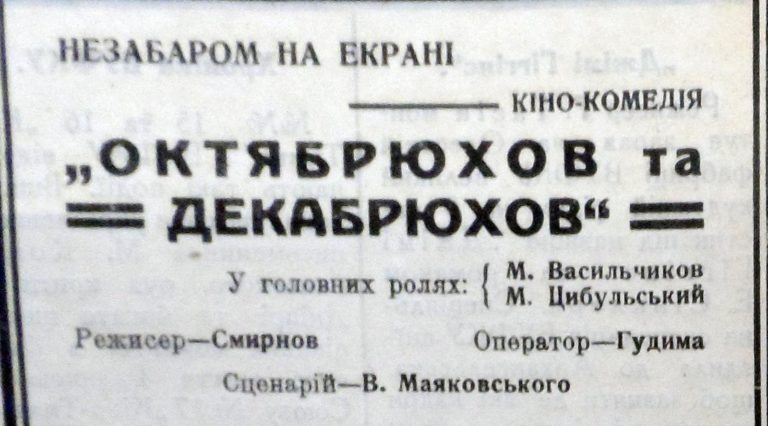 НЕЗАБАРОМ НА ЕКРАНІ
КІНО-КОМЕДІЯ
„ОКТЯБРЮХОВ та
ДЕКАБРЮХОВ“
У головних ролях: { М. Васильчиков
М. Цибульський
Режисер—Смирнов Оператор—Гудима
Сценарій—В. Маяковського